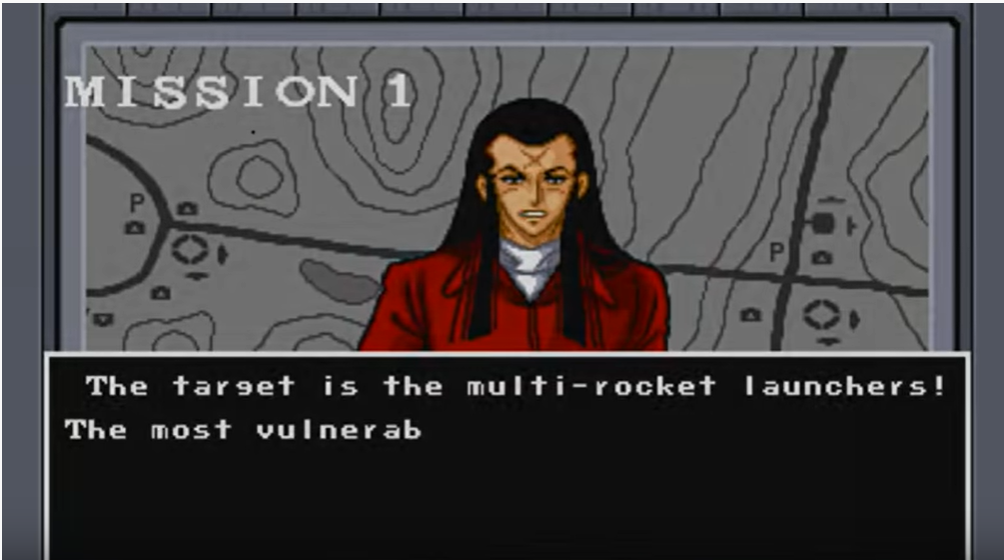 MISSION 1
P
P
The target is the multi-rocket launchers!
The most vulnerab